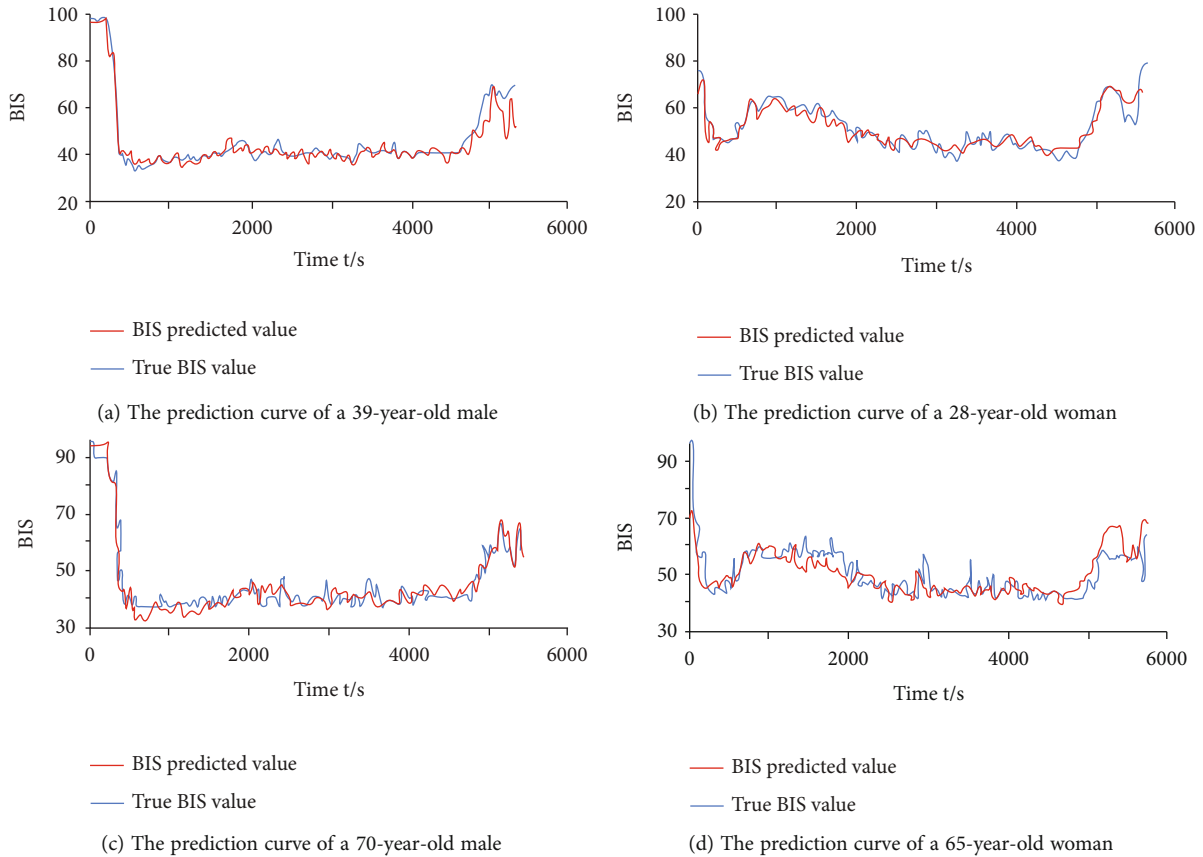 100
80
60
40
20
BIS
0
2000
4000
6000
Time t/s
BIS predicted value
True BIS value
(a) The prediction curve of a 39-year-old male
100
80
60
40
20
BIS
0
2000
4000
6000
Time t/s
BIS predicted value
True BIS value
(b) The prediction curve of a 28-year-old woman
90
70
50
30
BIS
0
2000
4000
6000
Time t/s
BIS predicted value
True BIS value
(c) The prediction curve of a 70-year-old male
90
70
50
30
BIS
0
2000
4000
6000
Time t/s
BIS predicted value
True BIS value
(d) The prediction curve of a 65-year-old woman